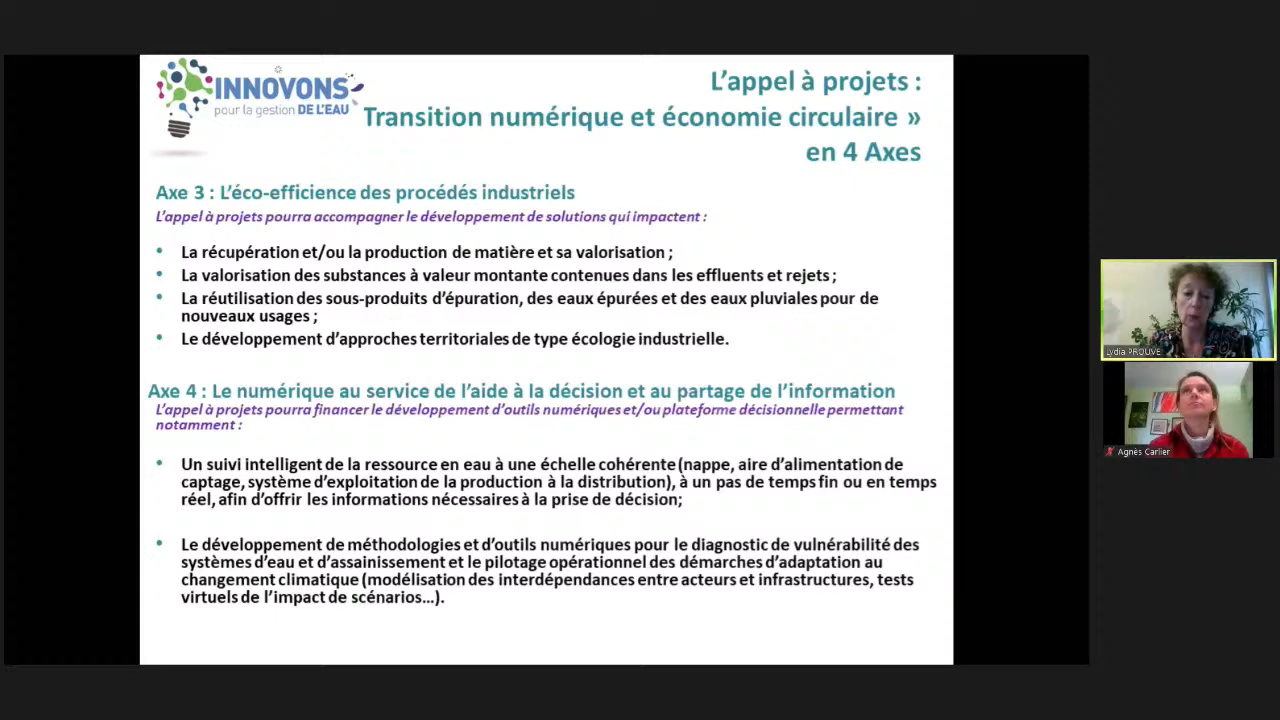 INNOVONS
pour la gestion DE L'EAU
L'appel à projets :
Transition numérique et économie circulaire »
en 4 Axes
Axe 3 : L'éco-efficience des procédés industriels
L'appel à projets pourra accompagner le développement de solutions qui impactent :
• La récupération et/ou la production de matière et sa valorisation ;
• La valorisation des substances à valeur montante contenues dans les effluents et rejets ;
• La réutilisation des sous-produits d'épuration, des eaux épurées et des eaux pluviales pour de
nouveaux usages ;
• Le développement d'approches territoriales de type écologie industrielle.
Axe 4 : Le numérique au service de l'aide à la décision et au partage de l'information
L'appel à projets pourra financer le développement d'outils numériques et/ou plateforme décisionnelle permettant
notamment :
• Un suivi intelligent de la ressource en eau à une échelle cohérente (nappe, aire d'alimentation de
captage, système d'exploitation de la production à la distribution), à un pas de temps fin ou en temps
réel, afin d'offrir les informations nécessaires à la prise de décision;
• Le développement de méthodologies et d'outils numériques pour le diagnostic de vulnérabilité des
systèmes d'eau et d'assainissement et le pilotage opérationnel des démarches d'adaptation au
changement climatique (modélisation des interdépendances entre acteurs et infrastructures, tests
virtuels de l'impact de scénarios...).
Lydia PROUVE
Agnès Carlier